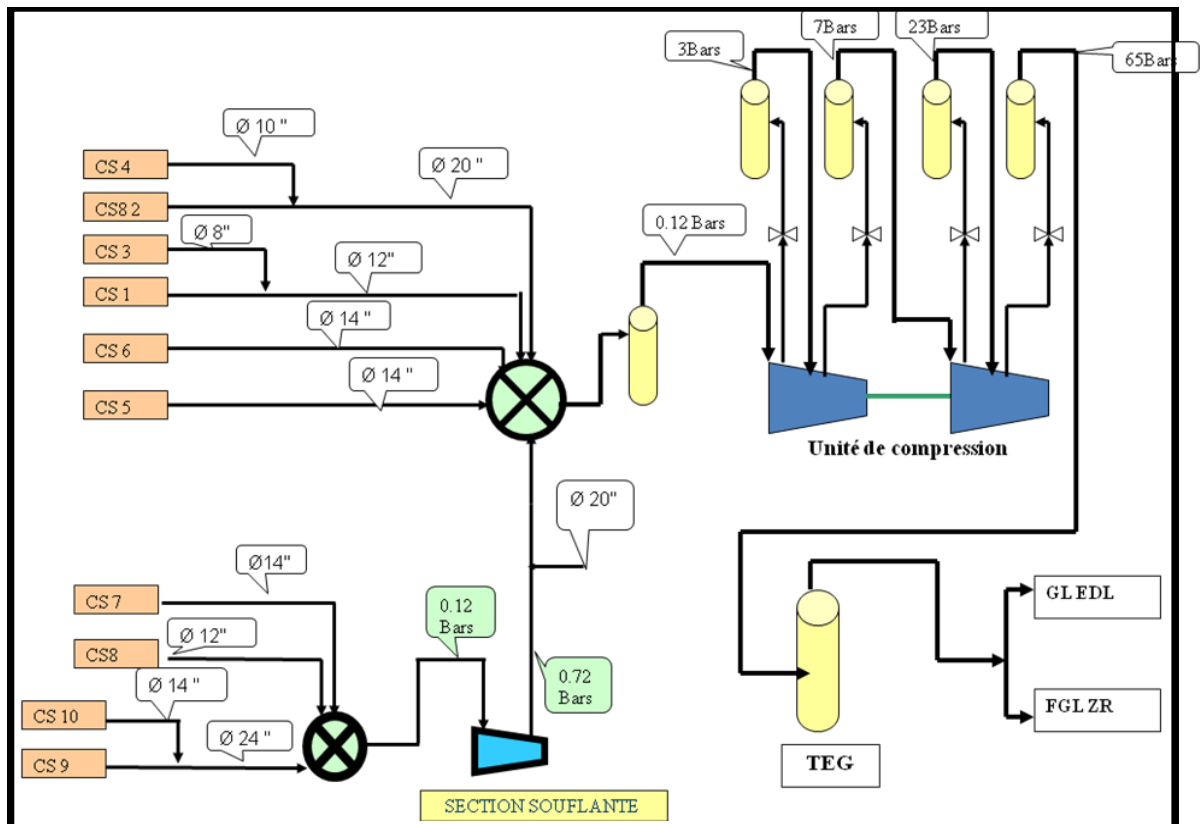 3Bars
7Bars
23Bars
65Bars
Ø 10 "
CS 4
Ø 20 "
CS8 2
Ø 8"
CS 3
0.12 Bars
Ø 12"
CS 1
Ø 14 "
CS 6
Ø 14 "
CS 5
Unité de compression
Ø 20"
Ø14"
CS 7
0.12
Bars
GL EDL
Ø 12"
CS8
0.72
Bars
Ø 14 "
CS 10
FGL ZR
Ø 24 "
CS 9
TEG
SECTION SOUFLANTE